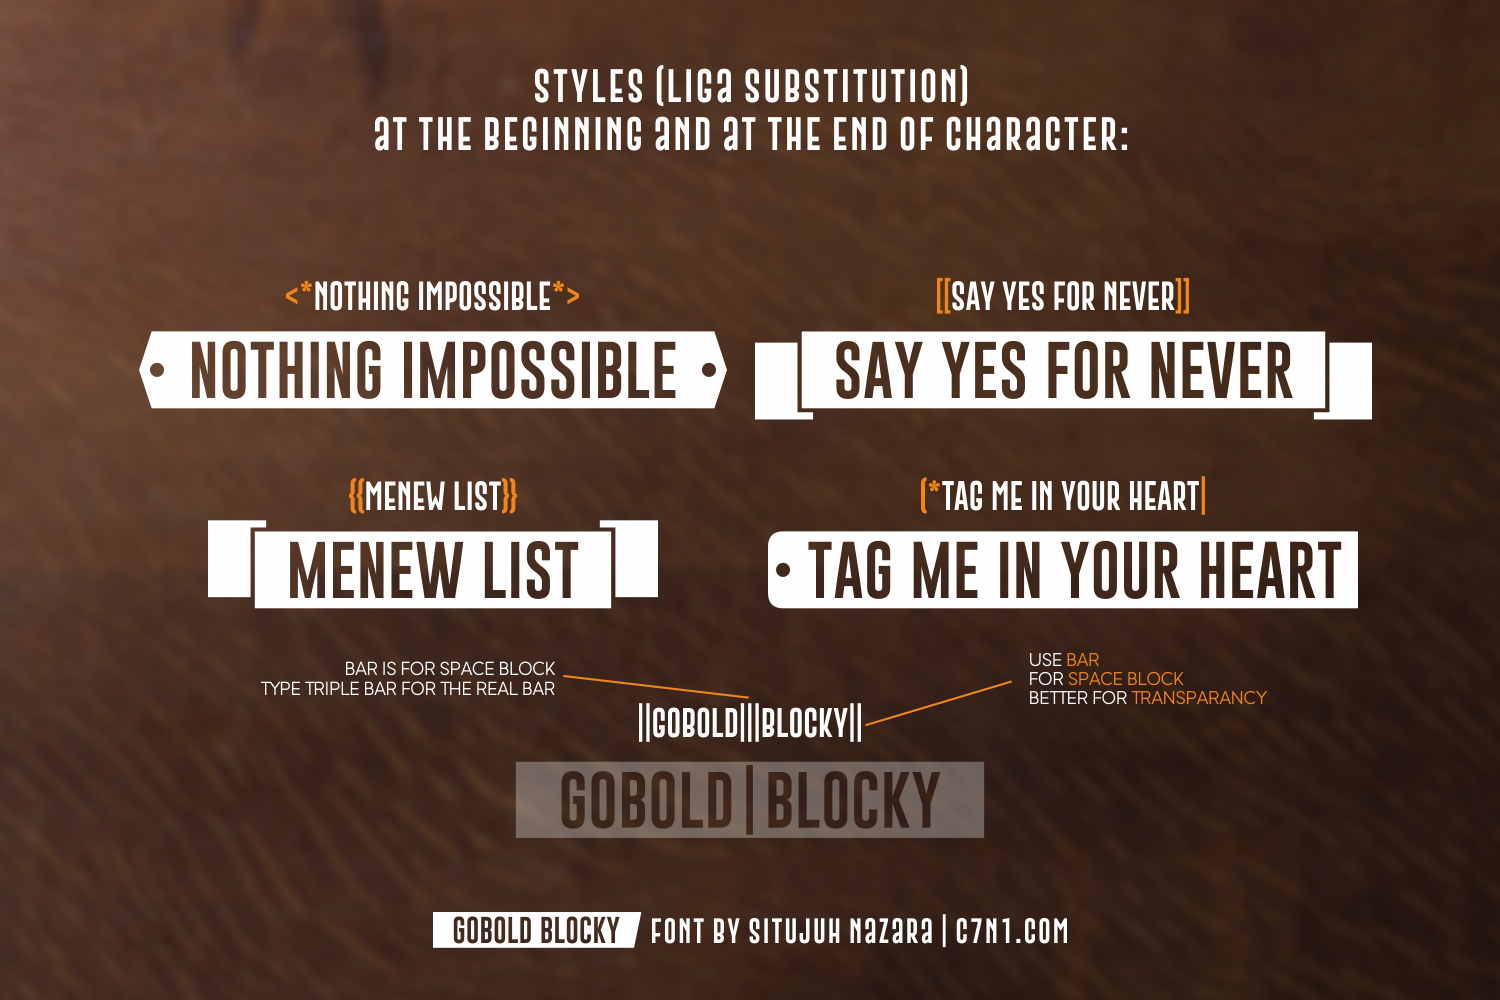 STYLES (LIGa SUBSTITUTION)
aT THE BEGINNING aND aT THE END OF CHaRaCTER:
<*NOTHING IMPOSSIBLE*>
NOTHING IMPOSSIBLE
[[SAY YES FOR NEVER]]
SAY YES FOR NEVER
{{MENEW LIST}}
MENEW LIST
(*TAG ME IN YOUR HEART|
TAG ME IN YOUR HEART
BAR IS FOR SPACE BLOCK
TYPE TRIPLE BAR FOR THE REAL BAR
USE BAR
FOR SPACE BLOCK
BETTER FOR TRANSPARANCY
||GOBOLD|||BLOCKY||
GOBOLD|BLOCKY
GOBOLD BLOCKY FONT BY SITUJUH NaZaRa | C7N1.COM